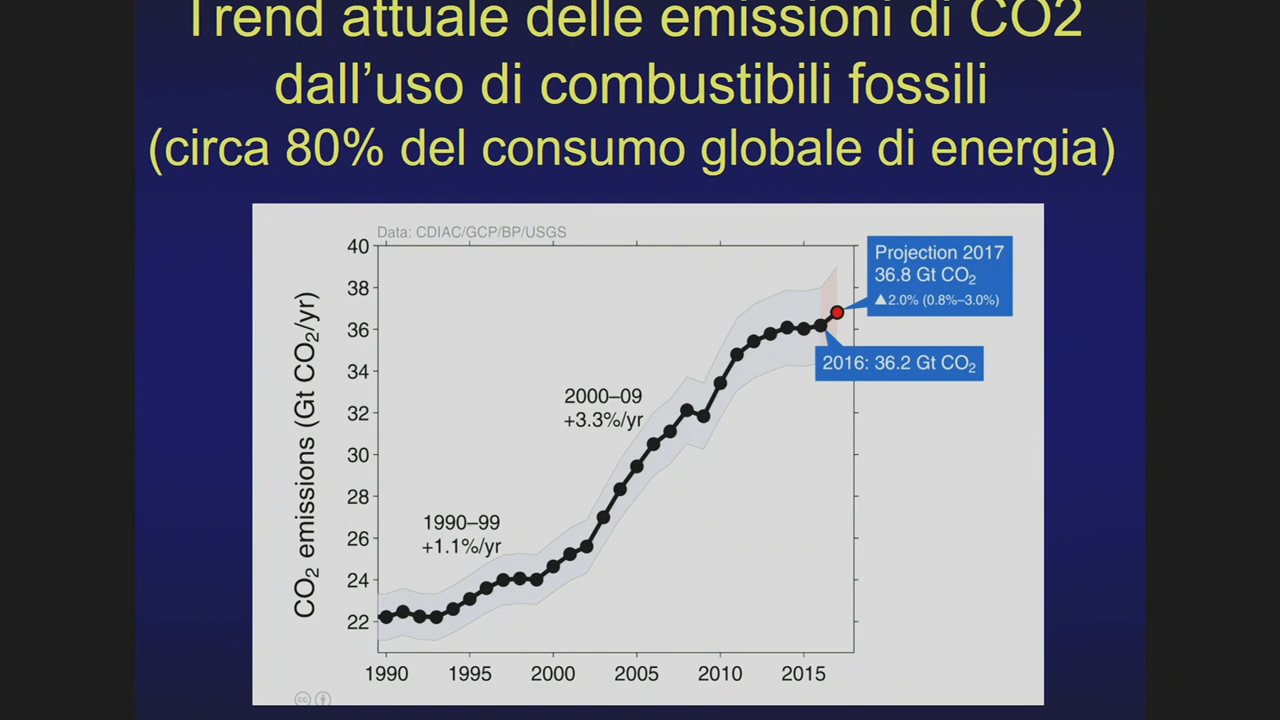 Trend attuale delle emissioni di CO2
dall'uso di combustibili fossili
(circa 80% del consumo globale di energia)
Data: CDIAC/GCP/BP/USGS
CO₂ emissions (Gt CO₂/yr)
40
38
36
34
32
30
28
26
24
22
1990
1995
2000
2005
2010
2015
1990–99
+1.1%/yr
2000–09
+3.3%/yr
Projection 2017
36.8 Gt CO₂
▲2.0% (0.8%–3.0%)
2016: 36.2 Gt CO₂
cc